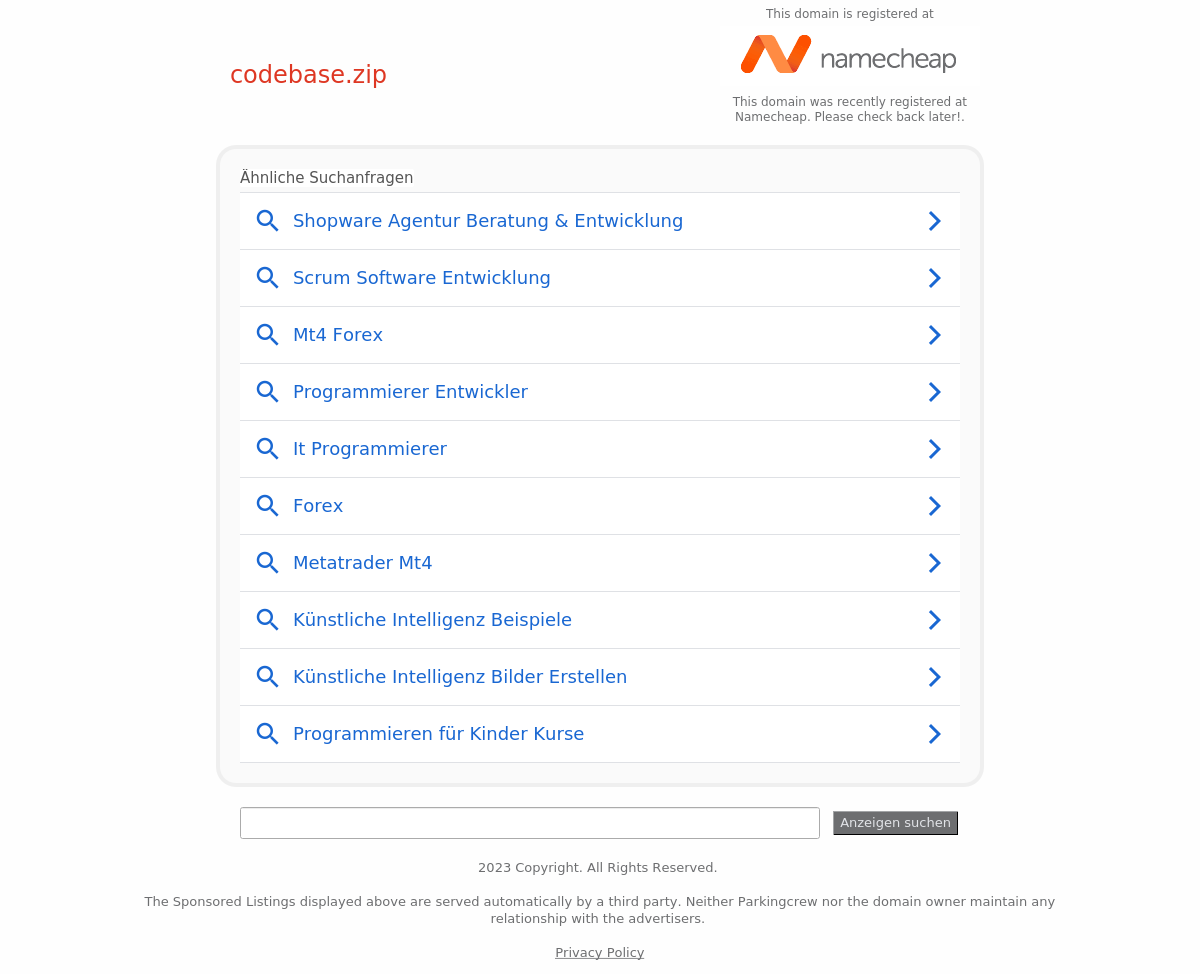 This domain is registered at
namecheap
codebase.zip
This domain was recently registered at
Namecheap. Please check back later!.
Ähnliche Suchanfragen
Shopware Agentur Beratung & Entwicklung
Scrum Software Entwicklung
Mt4 Forex
Programmierer Entwickler
It Programmierer
Forex
Metatrader Mt4
Künstliche Intelligenz Beispiele
Künstliche Intelligenz Bilder Erstellen
Programmieren für Kinder Kurse
Anzeigen suchen
2023 Copyright. All Rights Reserved.
The Sponsored Listings displayed above are served automatically by a third party. Neither Parkingcrew nor the domain owner maintain any
relationship with the advertisers.
Privacy Policy